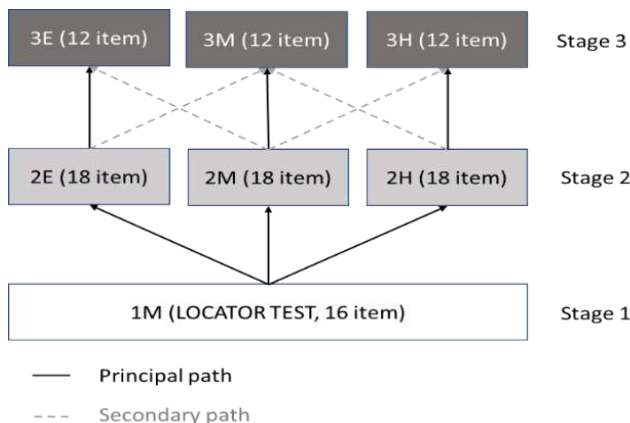 3E (12 item) 3M (12 item) 3H (12 item) Stage 3
2E (18 item) 2M (18 item) 2H (18 item) Stage 2
1M (LOCATOR TEST, 16 item) Stage 1
Principal path
Secondary path